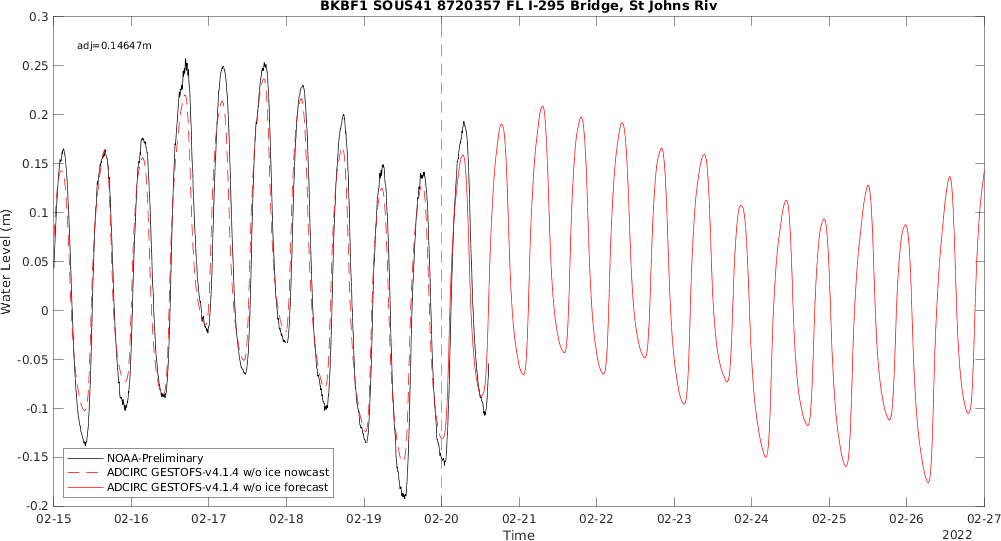 BKBF1 SOUS41 8720357 FL I-295 Bridge, St Johns Riv
adj=0.14647m
0.3
0.25
0.2
0.15
0.1
0.05
0
-0.05
-0.1
-0.15
-0.2
Water Level (m)
NOAA-Preliminary
ADCIRC GESTOFS-v4.1.4 w/o ice nowcast
ADCIRC GESTOFS-v4.1.4 w/o ice forecast
02-15 02-16 02-17 02-18 02-19 02-20 02-21 02-22 02-23 02-24 02-25 02-26 02-27
Time
2022